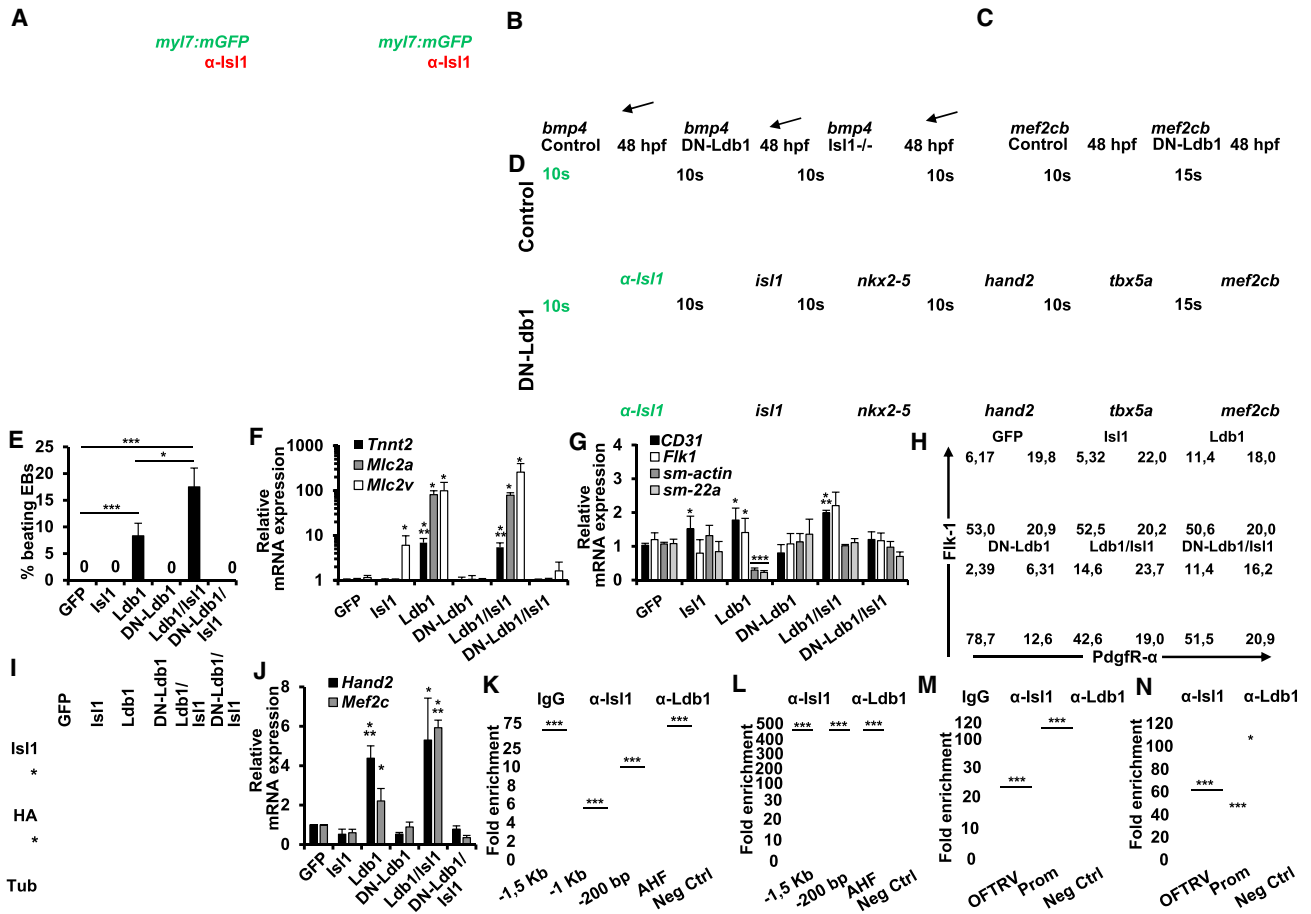 A
myl7:mGFP
α-Isl1
myl7:mGFP
α-Isl1
B
bmp4
Control 48 hpf
bmp4
DN-Ldb1 48 hpf
bmp4
Isl1-/- 48 hpf
C
mef2cb
Control 48 hpf
mef2cb
DN-Ldb1 48 hpf
D
Control
10s 10s 10s 10s 10s 15s
α-Isl1 isl1 nkx2-5 hand2 tbx5a mef2cb
DN-Ldb1
10s 10s 10s 10s 10s 15s
α-Isl1 isl1 nkx2-5 hand2 tbx5a mef2cb
E
% beating EBs
25
20
15
10
5
0
***
*
***
0 0 0 0
GFP
Isl1
Ldb1
DN-Ldb1
Ldb1/Isl1
DN-Ldb1/
Isl1
F
Relative
mRNA expression
1000
100
10
1
Tnnt2
Mlc2a
Mlc2v
*
*
**
*
*
*
**
*
*
GFP
Isl1
Ldb1
DN-Ldb1
Ldb1/Isl1
DN-Ldb1/Isl1
G
Relative
mRNA expression
4
3
2
1
0
CD31
Flk1
sm-actin
sm-22a
*
*
*
***
*
**
GFP
Isl1
Ldb1
DN-Ldb1
Ldb1/Isl1
DN-Ldb1/Isl1
H
Flk-1
GFP Isl1 Ldb1
6,17 19,8 5,32 22,0 11,4 18,0
53,0 20,9 52,5 20,2 50,6 20,0
DN-Ldb1 Ldb1/Isl1 DN-Ldb1/Isl1
2,39 6,31 14,6 23,7 11,4 16,2
78,7 12,6 42,6 19,0 51,5 20,9
PdgfR-α
I
GFP
Isl1
Ldb1
DN-Ldb1
Ldb1/
Isl1
DN-Ldb1/
Isl1
Isl1
*
HA
*
Tub
J
Relative
mRNA expression
8
6
4
2
0
Hand2
Mef2c
*
**
*
*
*
**
GFP
Isl1
Ldb1
DN-Ldb1
Ldb1/Isl1
DN-Ldb1/
Isl1
K
IgG α-Isl1 α-Ldb1
Fold enrichment
75
25
10
8
6
4
2
0
***
***
***
***
-1,5 Kb
-1 Kb
-200 bp
AHF
Neg Ctrl
L
α-Isl1 α-Ldb1
Fold enrichment
500
400
300
200
100
30
20
10
0
*** *** ***
-1,5 Kb
-200 bp
AHF
Neg Ctrl
M
IgG α-Isl1 α-Ldb1
Fold enrichment
120
100
30
20
10
0
***
***
OFTRV
Prom
Neg Ctrl
N
α-Isl1 α-Ldb1
Fold enrichment
120
100
80
60
40
20
0
*
***
***
OFTRV
Prom
Neg Ctrl